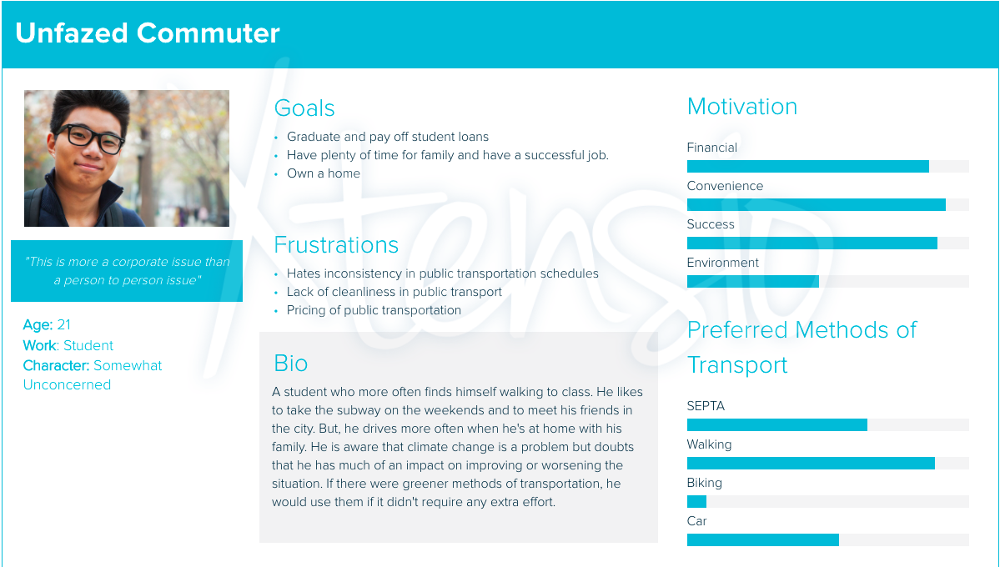 Unfazed Commuter
"This is more a corporate issue than
a person to person issue"
Age: 21
Work: Student
Character: Somewhat
Unconcerned
Goals
• Graduate and pay off student loans
• Have plenty of time for family and have a successful job.
• Own a home
Frustrations
• Hates inconsistency in public transportation schedules
• Lack of cleanliness in public transport
• Pricing of public transportation
Bio
A student who more often finds himself walking to class. He likes
to take the subway on the weekends and to meet his friends in
the city. But, he drives more often when he's at home with his
family. He is aware that climate change is a problem but doubts
that he has much of an impact on improving or worsening the
situation. If there were greener methods of transportation, he
would use them if it didn't require any extra effort.
Motivation
Financial
Convenience
Success
Environment
Preferred Methods of
Transport
SEPTA
Walking
Biking
Car
Xtensio